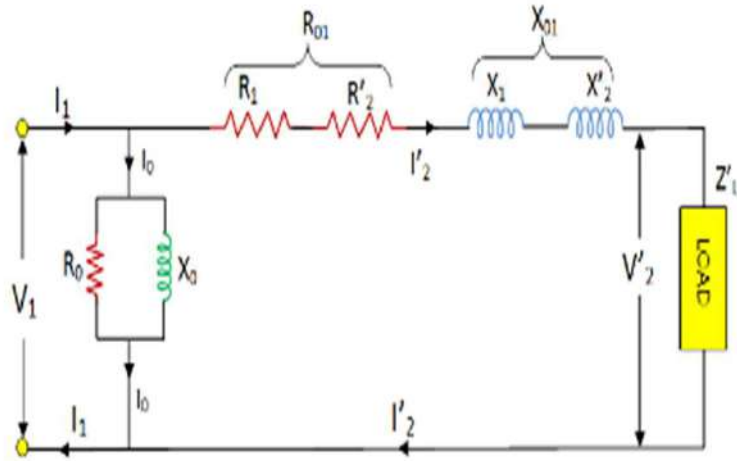 R₀₁
X₀₁
R₁
R'₂
X₁
X'₂
I₁
I₀
I'₂
Z'L
R₀
X₀
V₁
V'₂
LOAD
I₀
I₁
I'₂